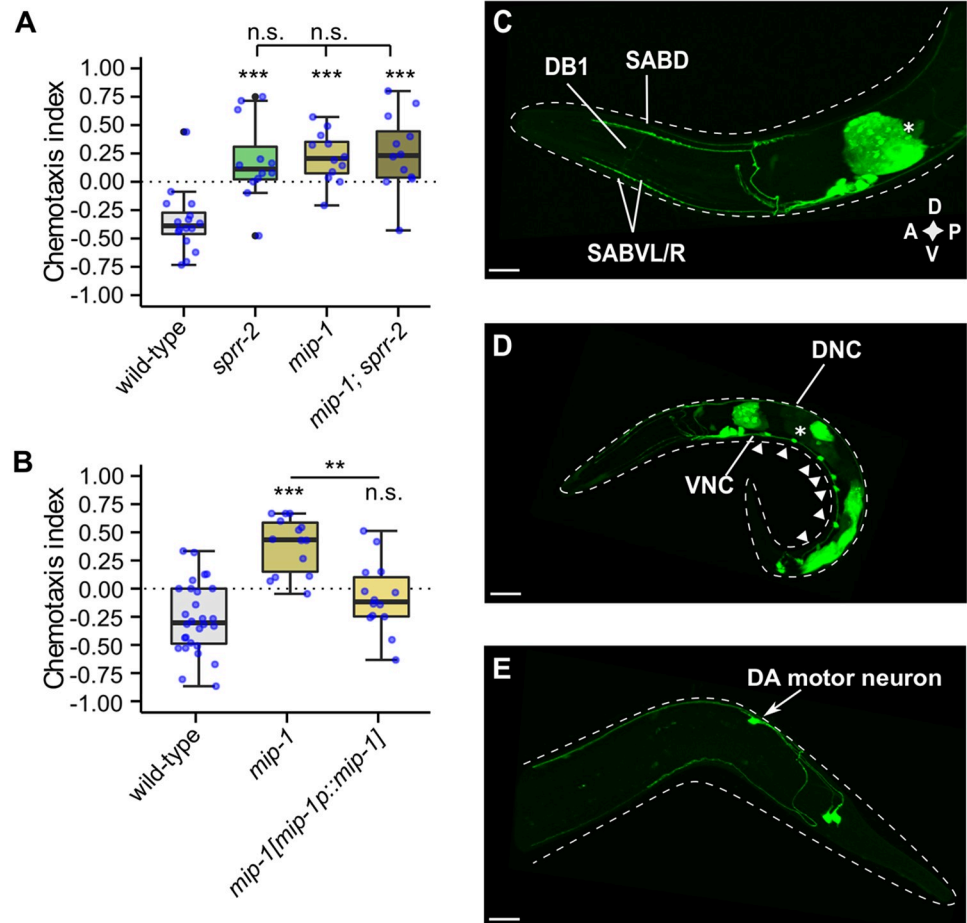 A
n.s.
*** *** ***
Chemotaxis index
1.00
0.75
0.50
0.25
0.00
-0.25
-0.50
-0.75
-1.00
wild-type
sprr-2
mip-1
mip-1; sprr-2
n.s.
B
**
*** n.s.
Chemotaxis index
1.00
0.75
0.50
0.25
0.00
-0.25
-0.50
-0.75
-1.00
wild-type
mip-1
mip-1[mip-1p::mip-1]
C
DB1
SABD
*
SABVL/R
D
A P
V
D
DNC
*
VNC
E
DA motor neuron